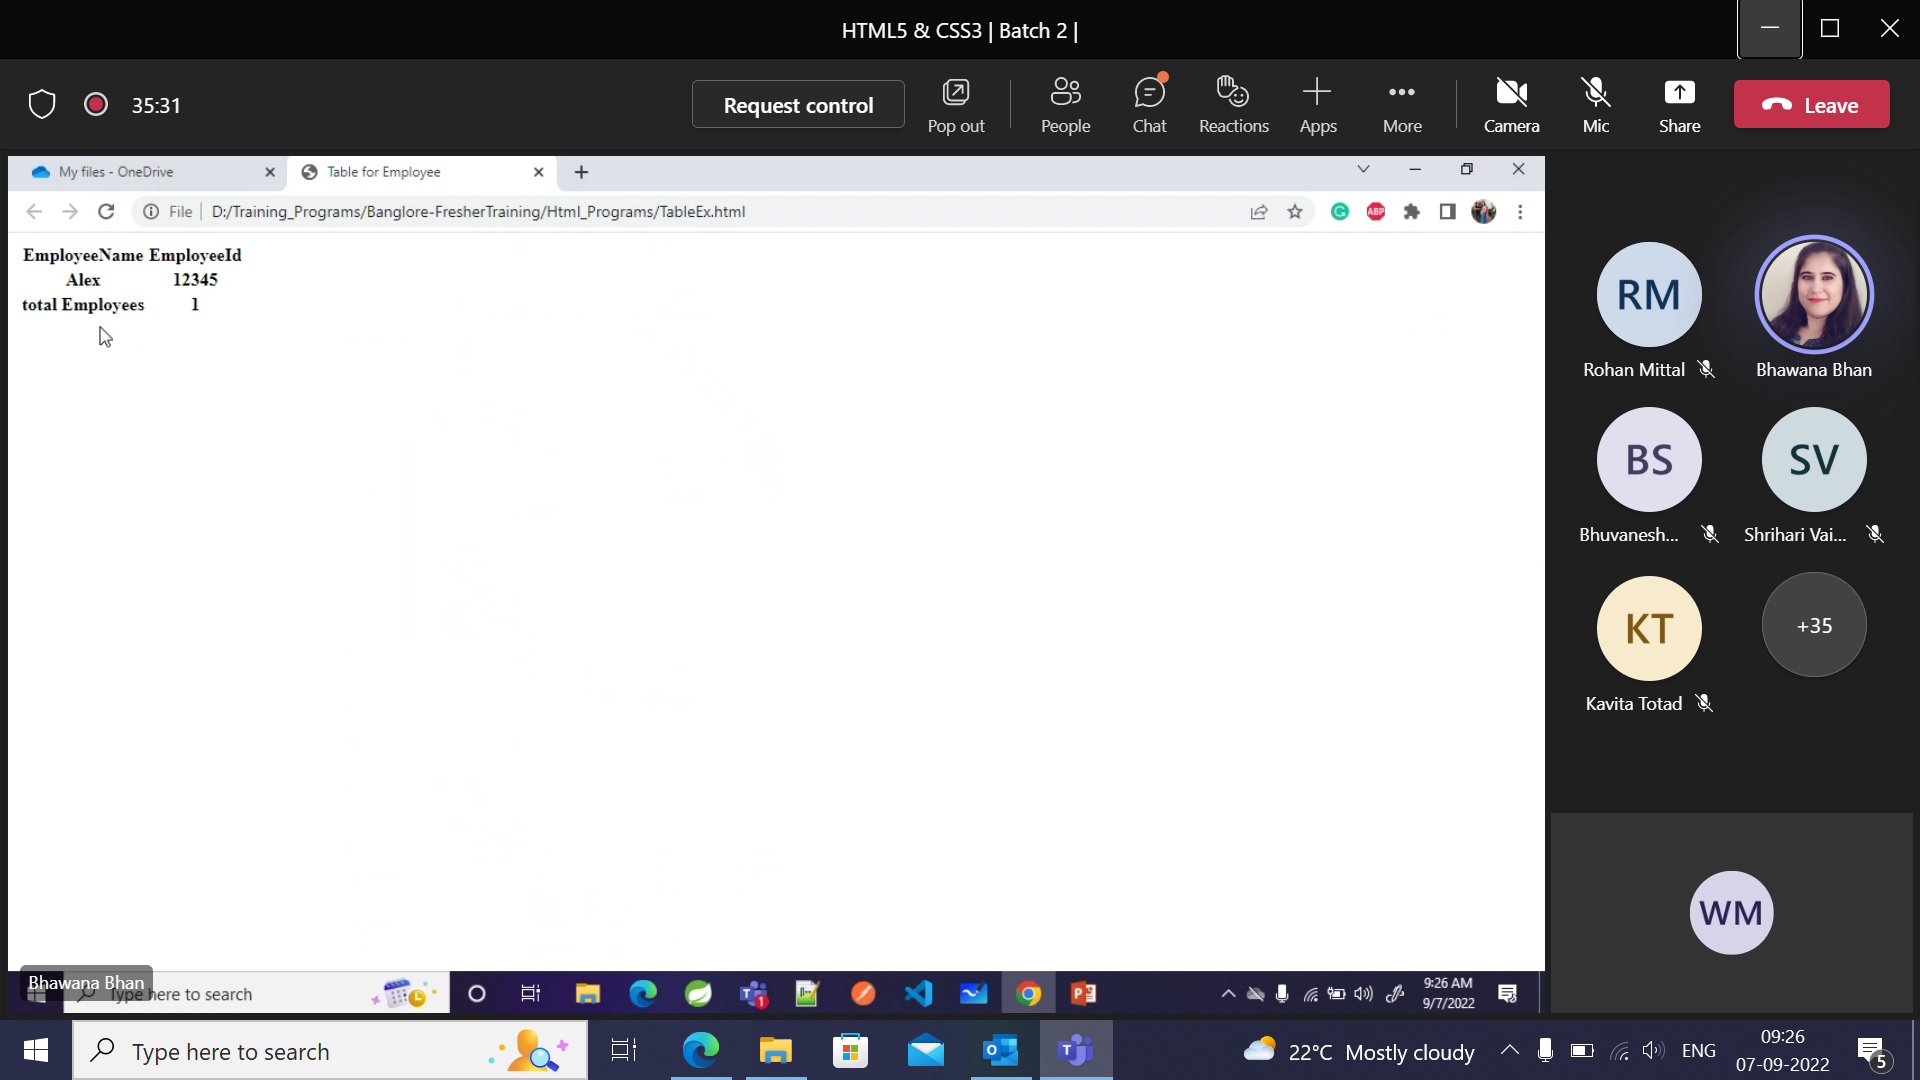 HTML5 & CSS3 | Batch 2 |
35:31
Request control
Pop out
People
Chat
Reactions
Apps
More
Camera
Mic
Share
Leave
My files - OneDrive
Table for Employee
File
D:/Training_Programs/Banglore-FresherTraining/Html_Programs/TableEx.html
ABP
EmployeeName EmployeeId
Alex 12345
total Employees 1
RM
Rohan Mittal
Bhawana Bhan
BS
Bhuvanesh...
SV
Shrihari Vai...
KT
Kavita Totad
+35
WM
Bhawana Bhan
Type here to search
1
9:26 AM
9/7/2022
Type here to search
22°C Mostly cloudy
ENG
09:26
07-09-2022
5